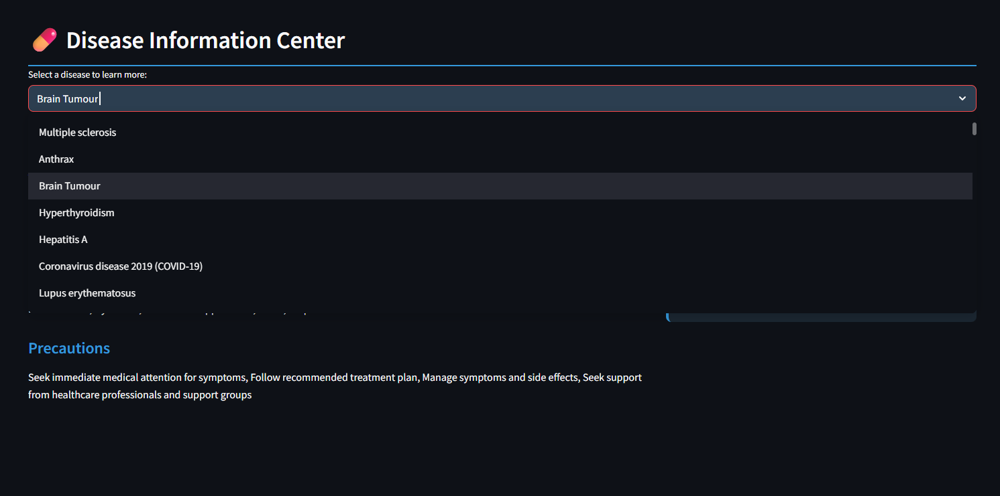 Disease Information Center
Select a disease to learn more:
Brain Tumour
Multiple sclerosis
Anthrax
Brain Tumour
Hyperthyroidism
Hepatitis A
Coronavirus disease 2019 (COVID-19)
Lupus erythematosus
Precautions
Seek immediate medical attention for symptoms, Follow recommended treatment plan, Manage symptoms and side effects, Seek support
from healthcare professionals and support groups